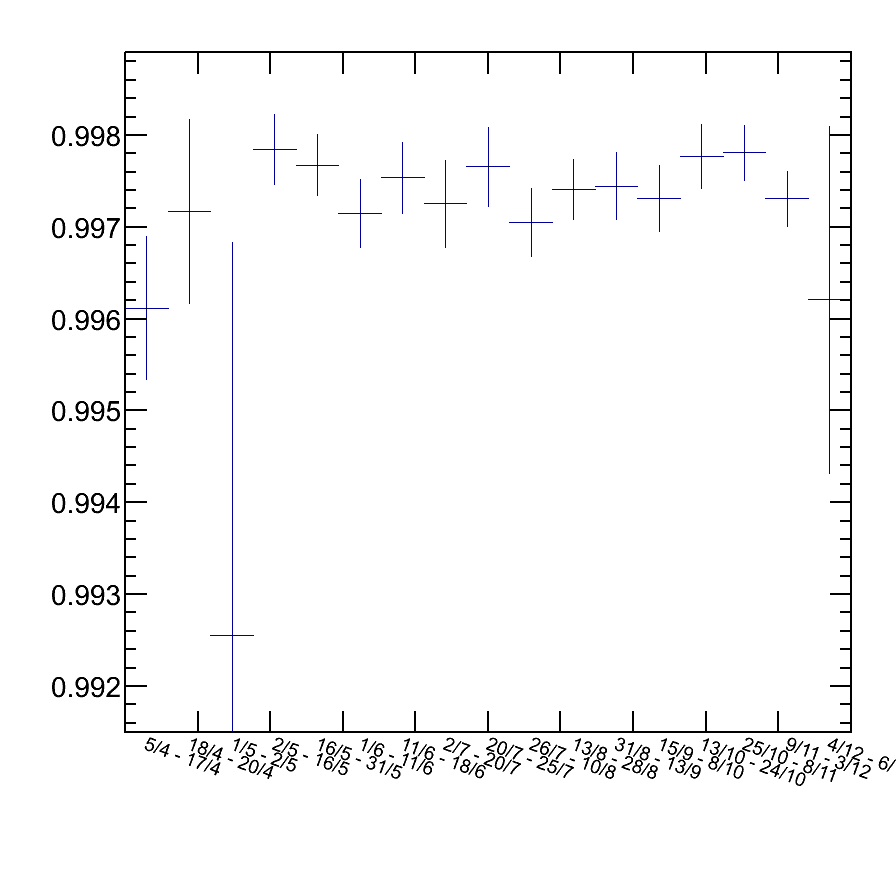 0.998
0.997
0.996
0.995
0.994
0.993
0.992
5/4 - 17/4
18/4 - 20/4
1/5 - 2/5
2/5 - 16/5
16/5 - 31/5
1/6 - 11/6
11/6 - 18/6
2/7 - 20/7
20/7 - 25/7
26/7 - 10/8
13/8 - 28/8
31/8 - 13/9
15/9 - 8/10
13/10 - 24/10
25/10 - 8/11
9/11 - 3/12
4/12 - 6/